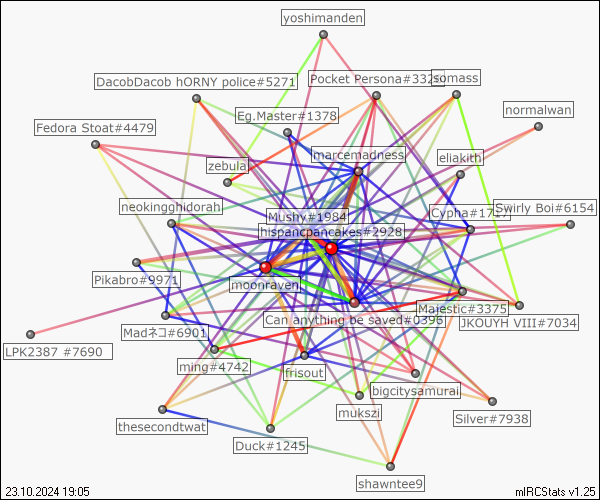 yoshimanden
DacobDacob hORNY police#5271
Pocket Persona#3325
somass
Eg.Master#1378
normalwan
Fedora Stoat#4479
marcemadness
eliakith
zebula
neokingghidorah
Mushy#1984
Cypha#1717
Swirly Boi#6154
hispancpancakes#2928
Pikabro#9971
moonraven
Majestic#3375
Can anything be saved#0396
JKOUYH VIII#7034
Madネコ#6901
LPK2387 #7690
ming#4742
frisout
bigcitysamurai
mukszi
Silver#7938
thesecondtwat
Duck#1245
shawntee9
23.10.2024 19:05
mIRCStats v1.25